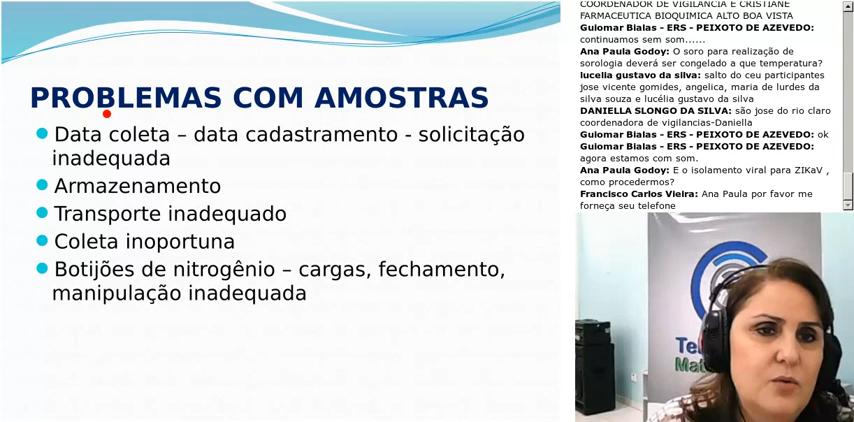 PROBLEMAS COM AMOSTRAS
Data coleta – data cadastramento - solicitação
inadequada
Armazenamento
Transporte inadequado
Coleta inoportuna
Botijões de nitrogênio – cargas, fechamento,
manipulação inadequada
COORDENADOR DE VIGILANCIA E CRISTIANE
FARMACEUTICA BIOQUIMICA ALTO BOA VISTA
Guiomar Bialas - ERS - PEIXOTO DE AZEVEDO:
continuamos sem som......
Ana Paula Godoy: O soro para realização de
sorologia deverá ser congelado a que temperatura?
lucelia gustavo da silva: salto do ceu participantes
jose vicente gomides, angelica, maria de lurdes da
silva souza e lucélia gustavo da silva
DANIELLA SLONGO DA SILVA: são jose do rio claro
coordenadora de vigilancias-Daniella
Guiomar Bialas - ERS - PEIXOTO DE AZEVEDO: ok
Guiomar Bialas - ERS - PEIXOTO DE AZEVEDO:
agora estamos com som.
Ana Paula Godoy: E o isolamento viral para ZIKaV ,
como procedermos?
Francisco Carlos Vieira: Ana Paula por favor me
forneça seu telefone
Te
Mat